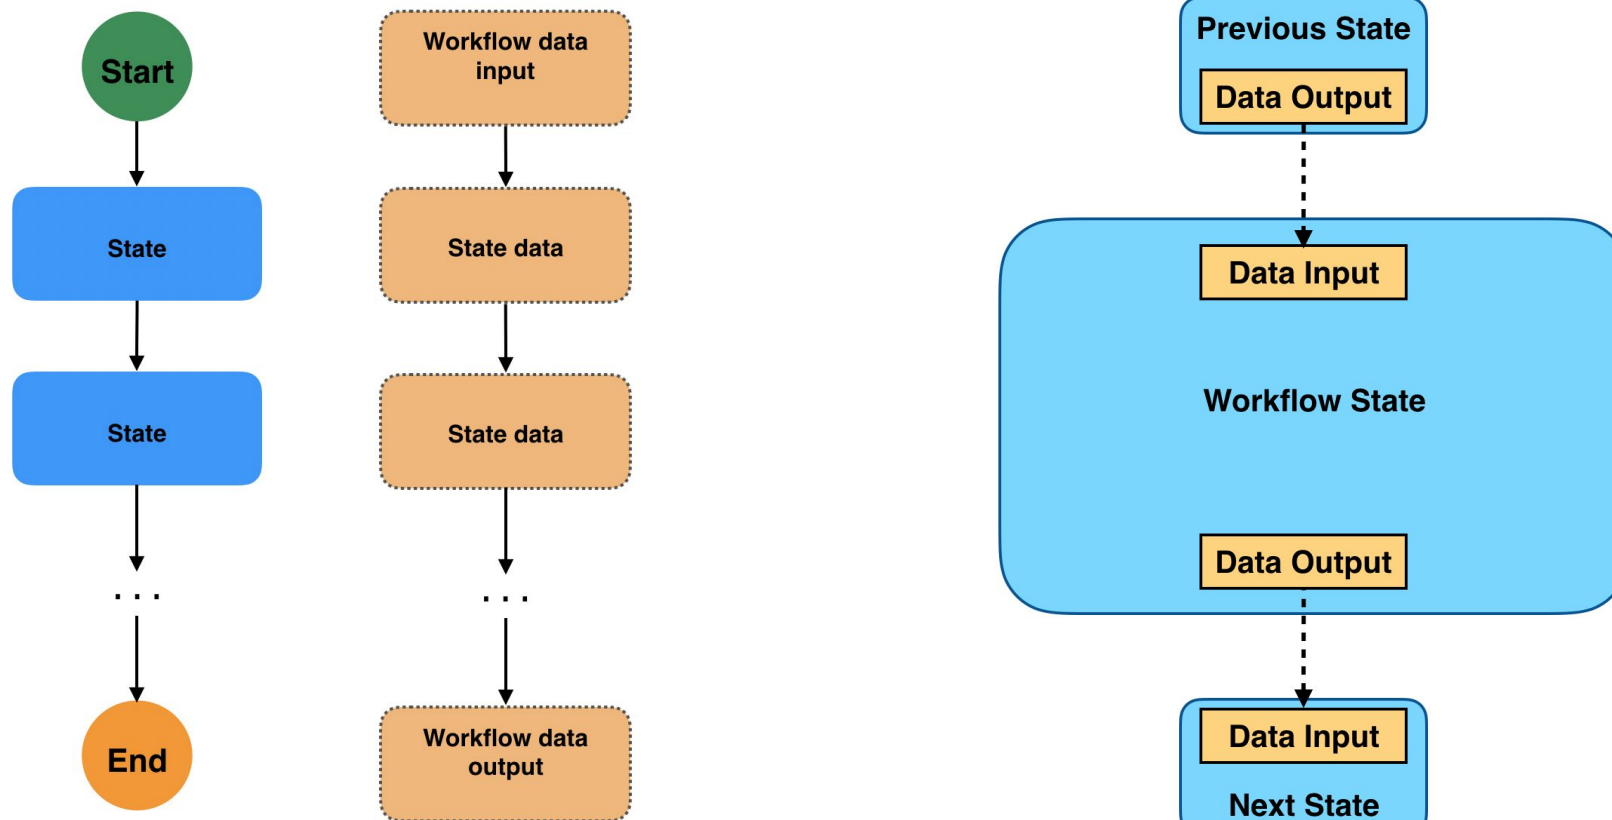 Start
State
State
...
End
Workflow data
input
State data
State data
...
Workflow data
output
Previous State
Data Output
Data Input
Workflow State
Data Output
Data Input
Next State